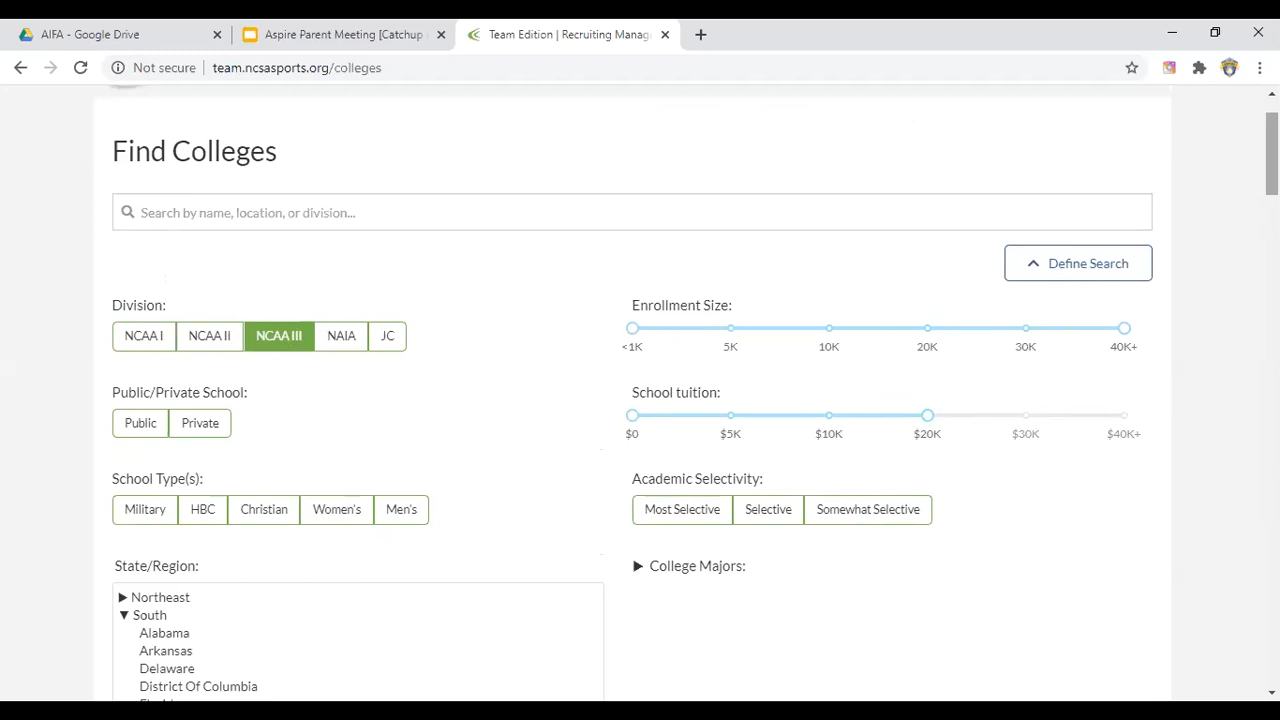 AIFA - Google Drive
Aspire Parent Meeting [Catchup
Team Edition | Recruiting Manag
Not secure | team.ncsasports.org/colleges
Find Colleges
Search by name, location, or division...
Define Search
Division:
NCAA I NCAA II NCAA III NAIA JC
Enrollment Size:
<1K 5K 10K 20K 30K 40K+
Public/Private School:
Public Private
School tuition:
$0 $5K $10K $20K $30K $40K+
School Type(s):
Military HBC Christian Women's Men's
Academic Selectivity:
Most Selective Selective Somewhat Selective
State/Region:
Northeast
South
Alabama
Arkansas
Delaware
District Of Columbia
College Majors: